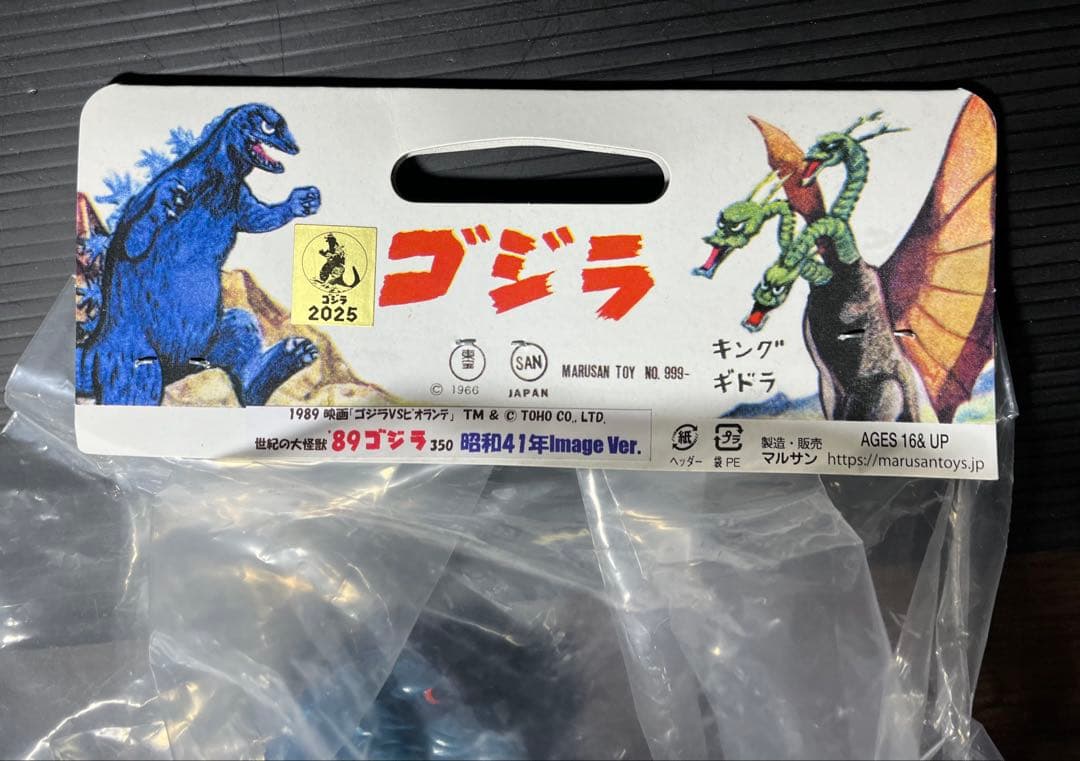 ゴジラ
ゴジラ
2025
東宝
© 1966
SAN
JAPAN
MARUSAN TOY NO. 999-
キング
ギドラ
1989 映画「ゴジラVSビオランテ」 TM & © TOHO CO., LTD.
世紀の大怪獣 '89ゴジラ 350 昭和41年Image Ver.
紙
ヘッダー
プラ
袋 PE
製造・販売
マルサン
AGES 16& UP
https://marusantoys.jp